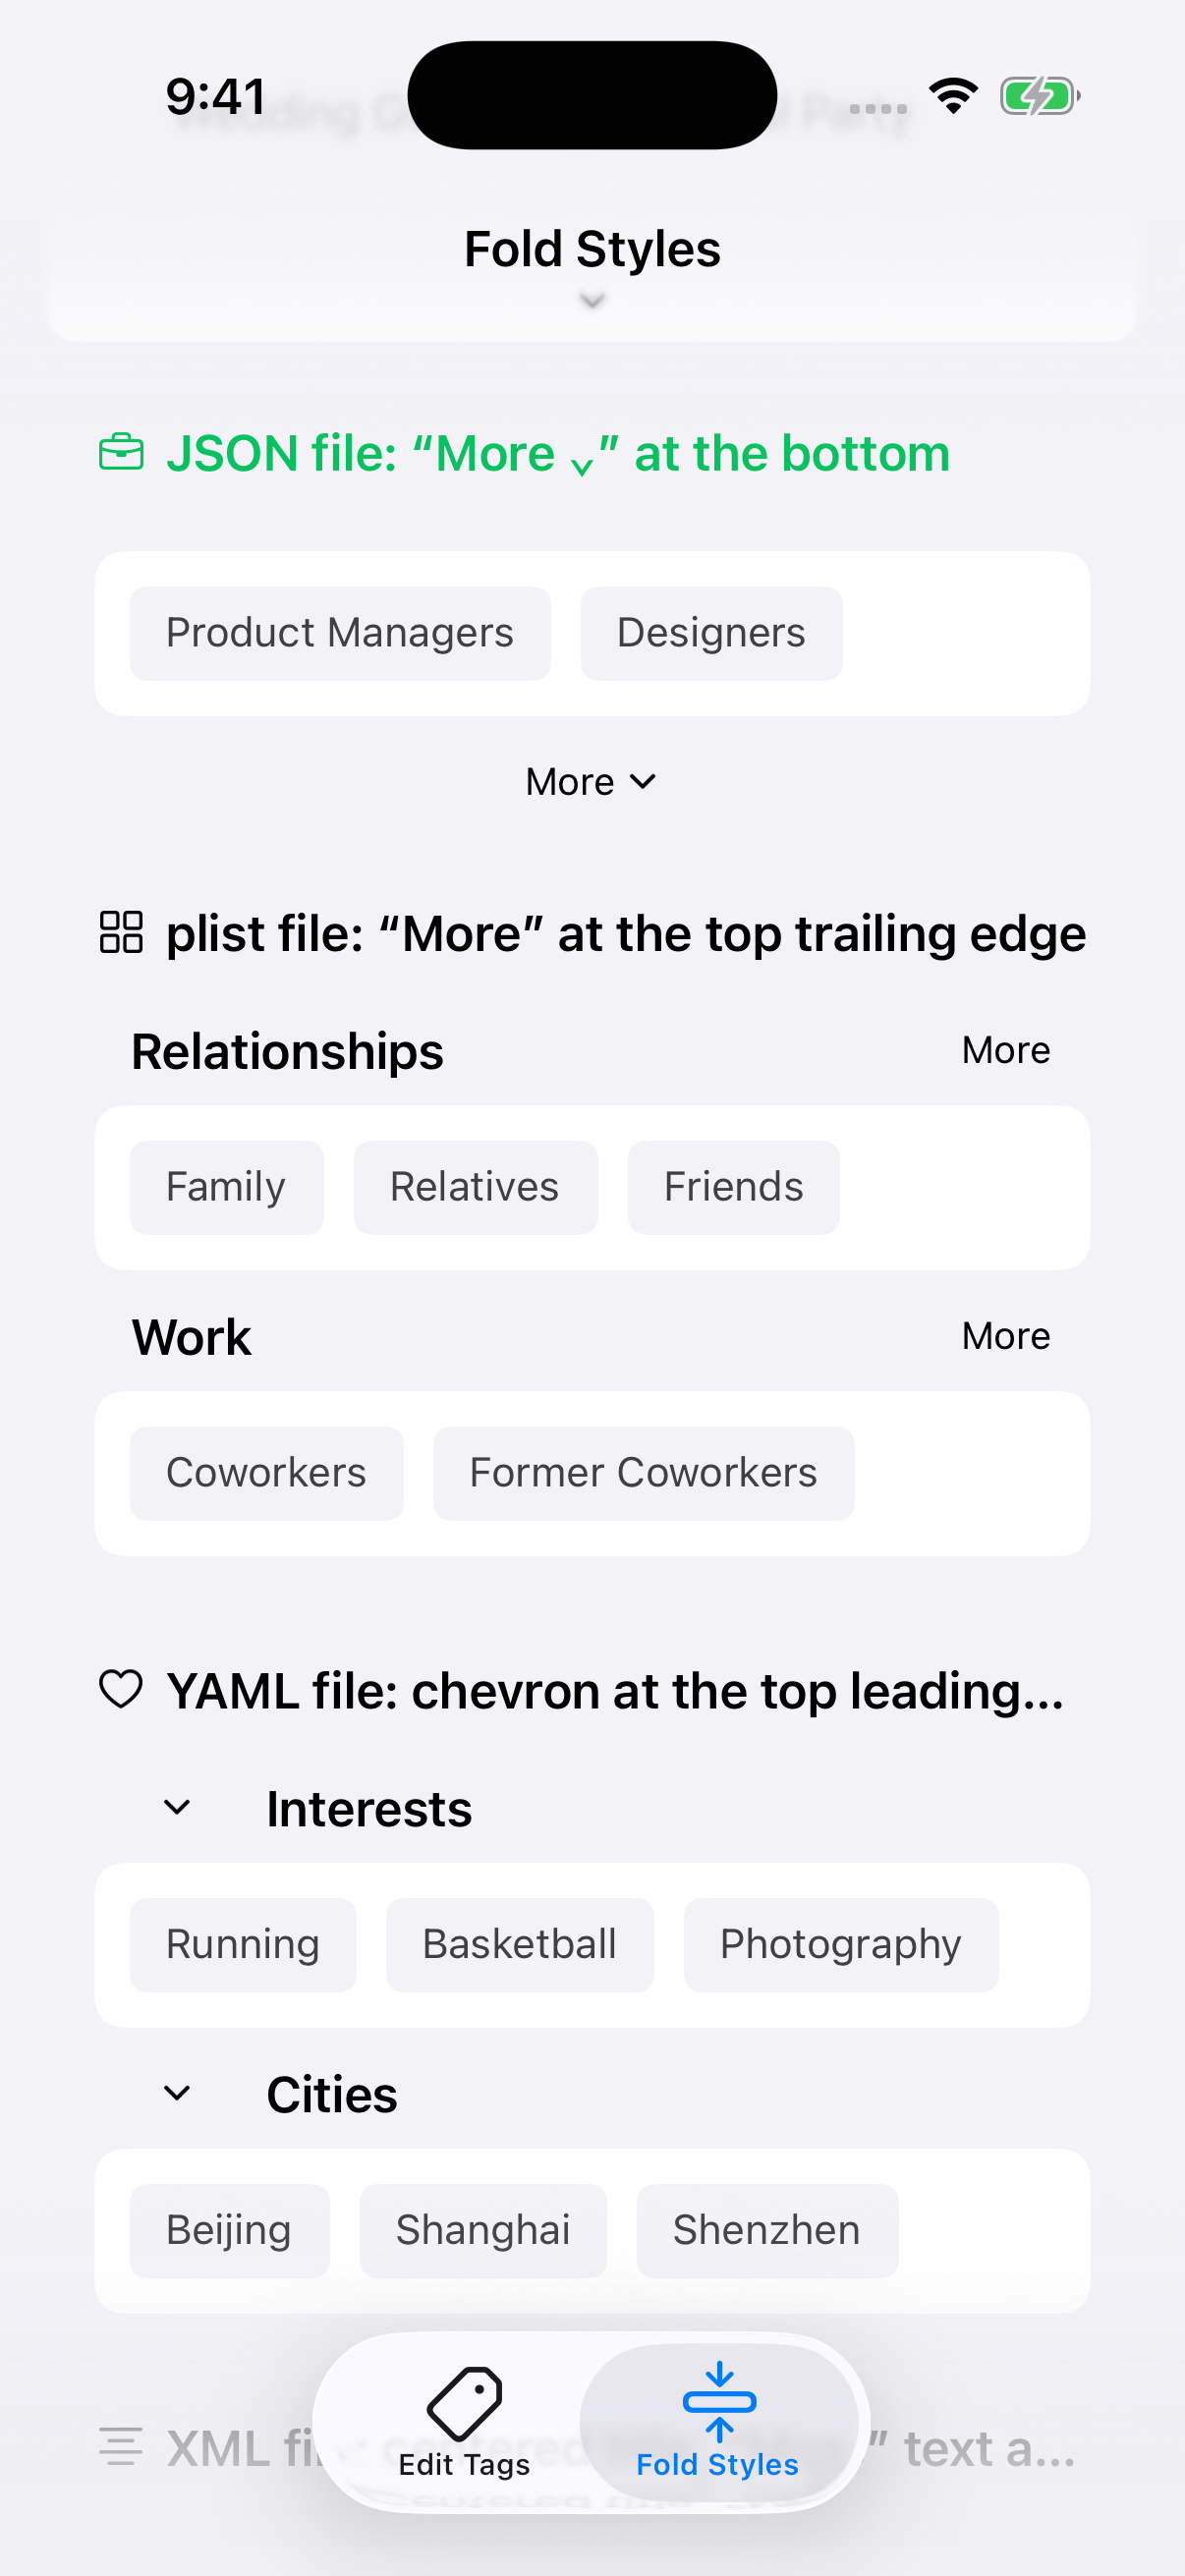 9:41
Fold Styles
JSON file: “More ⌄” at the bottom
Product Managers Designers
More
plist file: “More” at the top trailing edge
Relationships More
Family Relatives Friends
Work More
Coworkers Former Coworkers
YAML file: chevron at the top leading...
Interests
Running Basketball Photography
Cities
Beijing Shanghai Shenzhen
XML ” text a...
Edit Tags Fold Styles